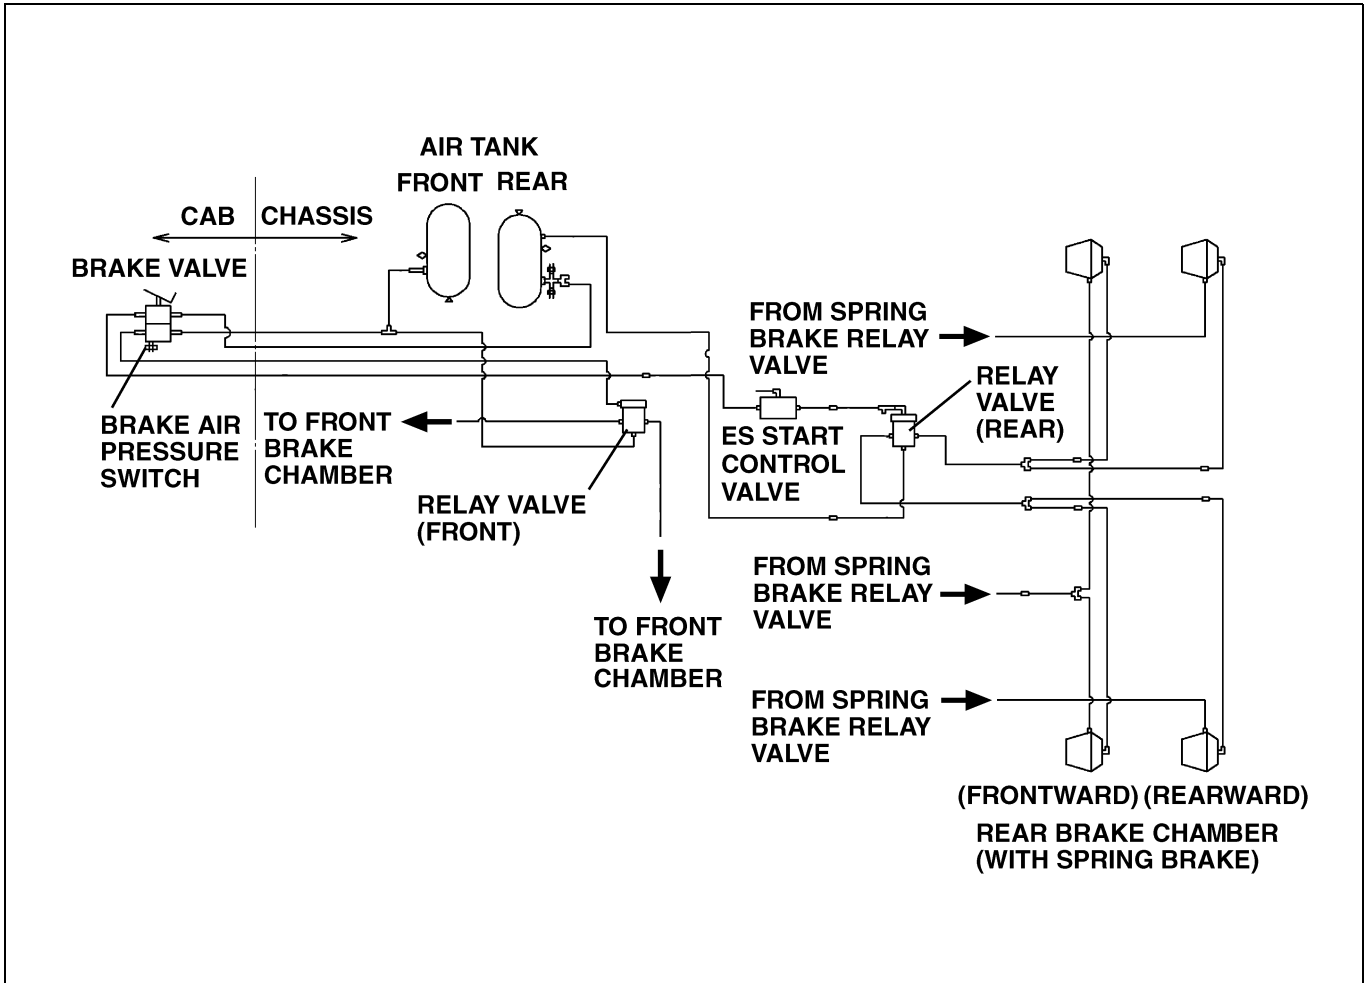 AIR TANK
FRONT REAR
CAB CHASSIS
BRAKE VALVE
FROM SPRING
BRAKE RELAY
VALVE
RELAY
VALVE
(REAR)
BRAKE AIR
PRESSURE
SWITCH
TO FRONT
BRAKE
CHAMBER
ES START
CONTROL
VALVE
RELAY VALVE
(FRONT)
FROM SPRING
BRAKE RELAY
VALVE
TO FRONT
BRAKE
CHAMBER
FROM SPRING
BRAKE RELAY
VALVE
(FRONTWARD) (REARWARD)
REAR BRAKE CHAMBER
(WITH SPRING BRAKE)